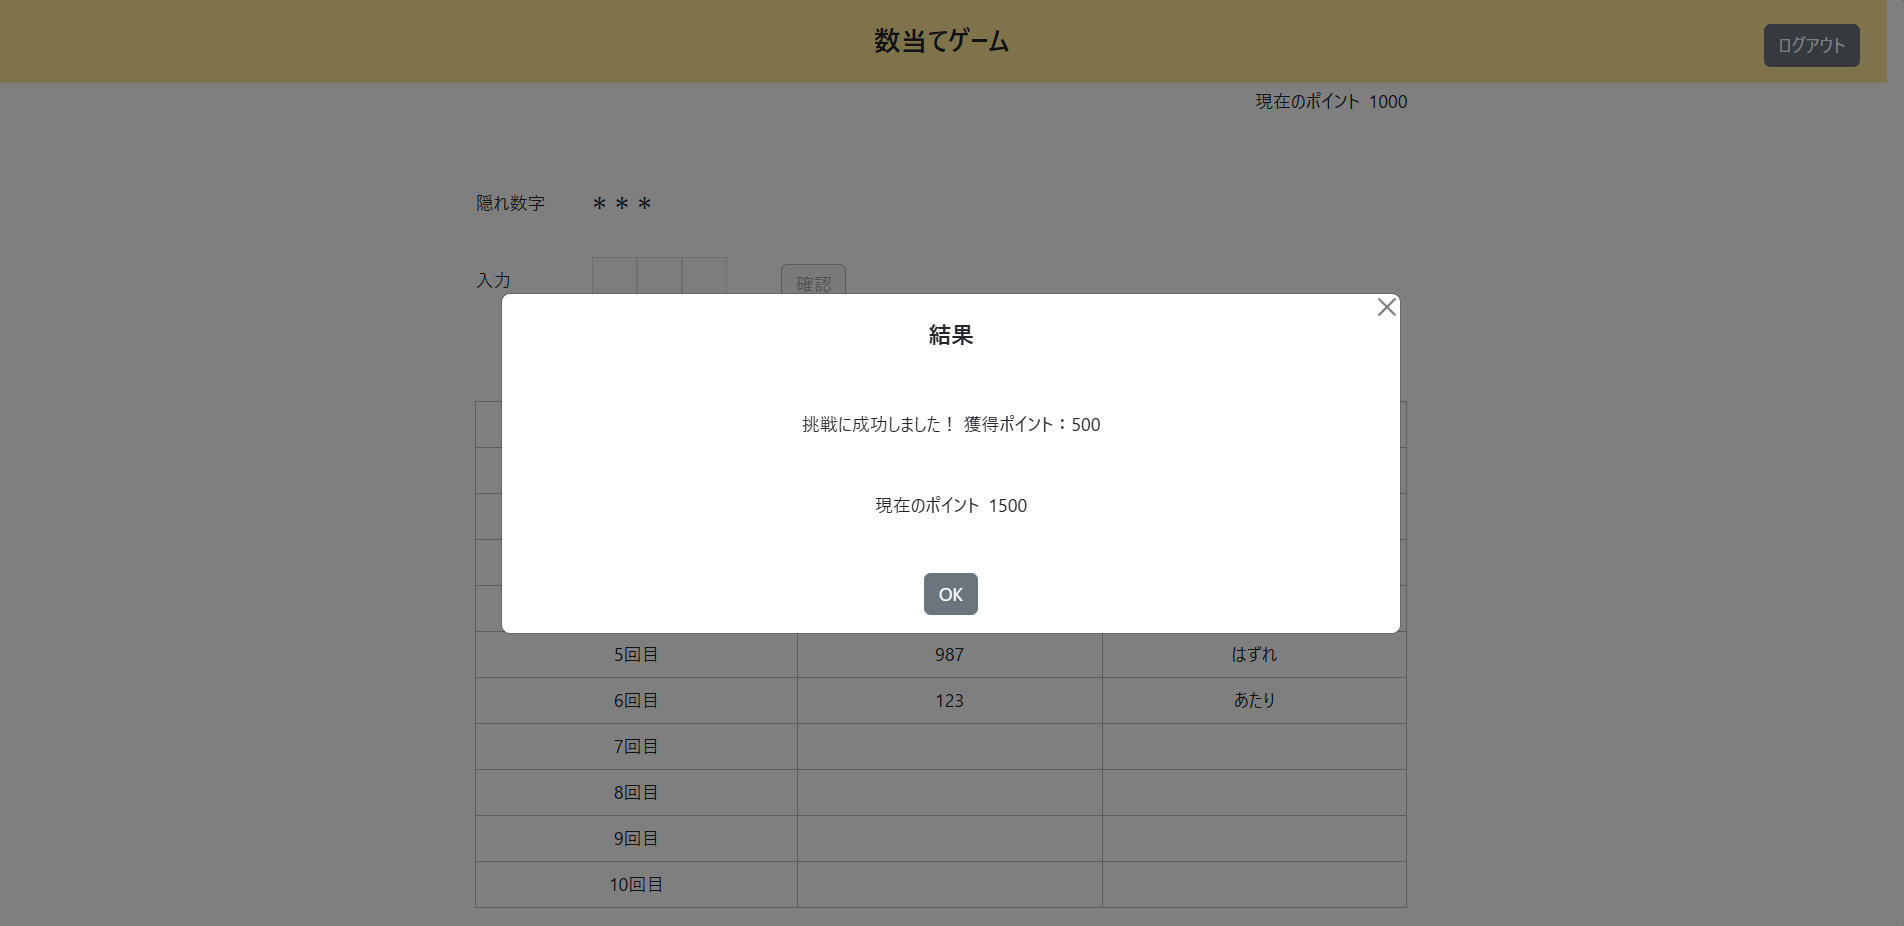 数当てゲーム
ログアウト
現在のポイント 1000
隠れ数字 ＊＊＊
入力 確認
結果
挑戦に成功しました！ 獲得ポイント：500
現在のポイント 1500
OK
5回目 987 はずれ
6回目 123 あたり
7回目
8回目
9回目
10回目